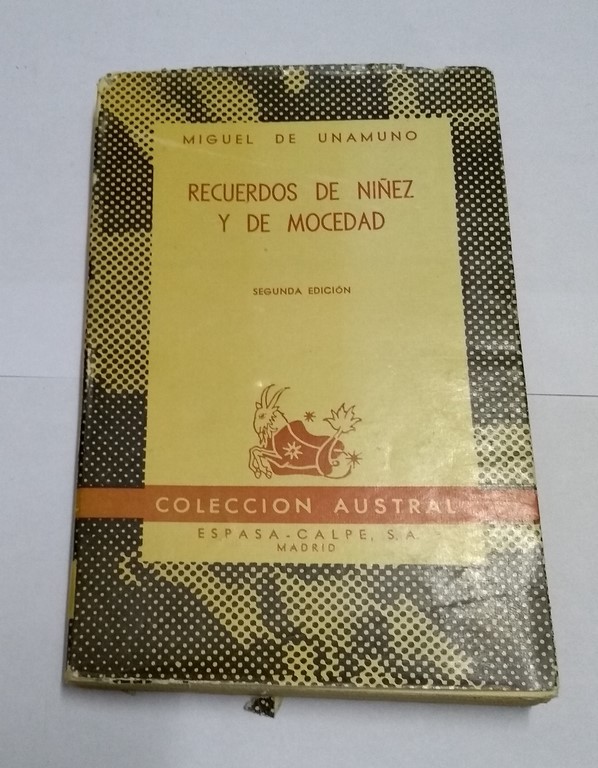 MIGUEL DE UNAMUNO
RECUERDOS DE NIÑEZ
Y DE MOCEDAD
SEGUNDA EDICIÓN
COLECCION AUSTRAL
ESPASA-CALPE, S.A.
MADRID